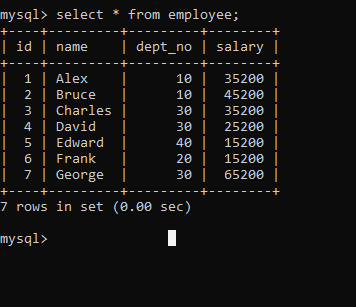 mysql> select * from employee;
+----+---------+---------+--------+
| id | name    | dept_no | salary |
+----+---------+---------+--------+
|  1 | Alex    |      10 |  35200 |
|  2 | Bruce   |      10 |  45200 |
|  3 | Charles |      30 |  35200 |
|  4 | David   |      30 |  25200 |
|  5 | Edward  |      40 |  15200 |
|  6 | Frank   |      20 |  15200 |
|  7 | George  |      30 |  65200 |
+----+---------+---------+--------+
7 rows in set (0.00 sec)
mysql>